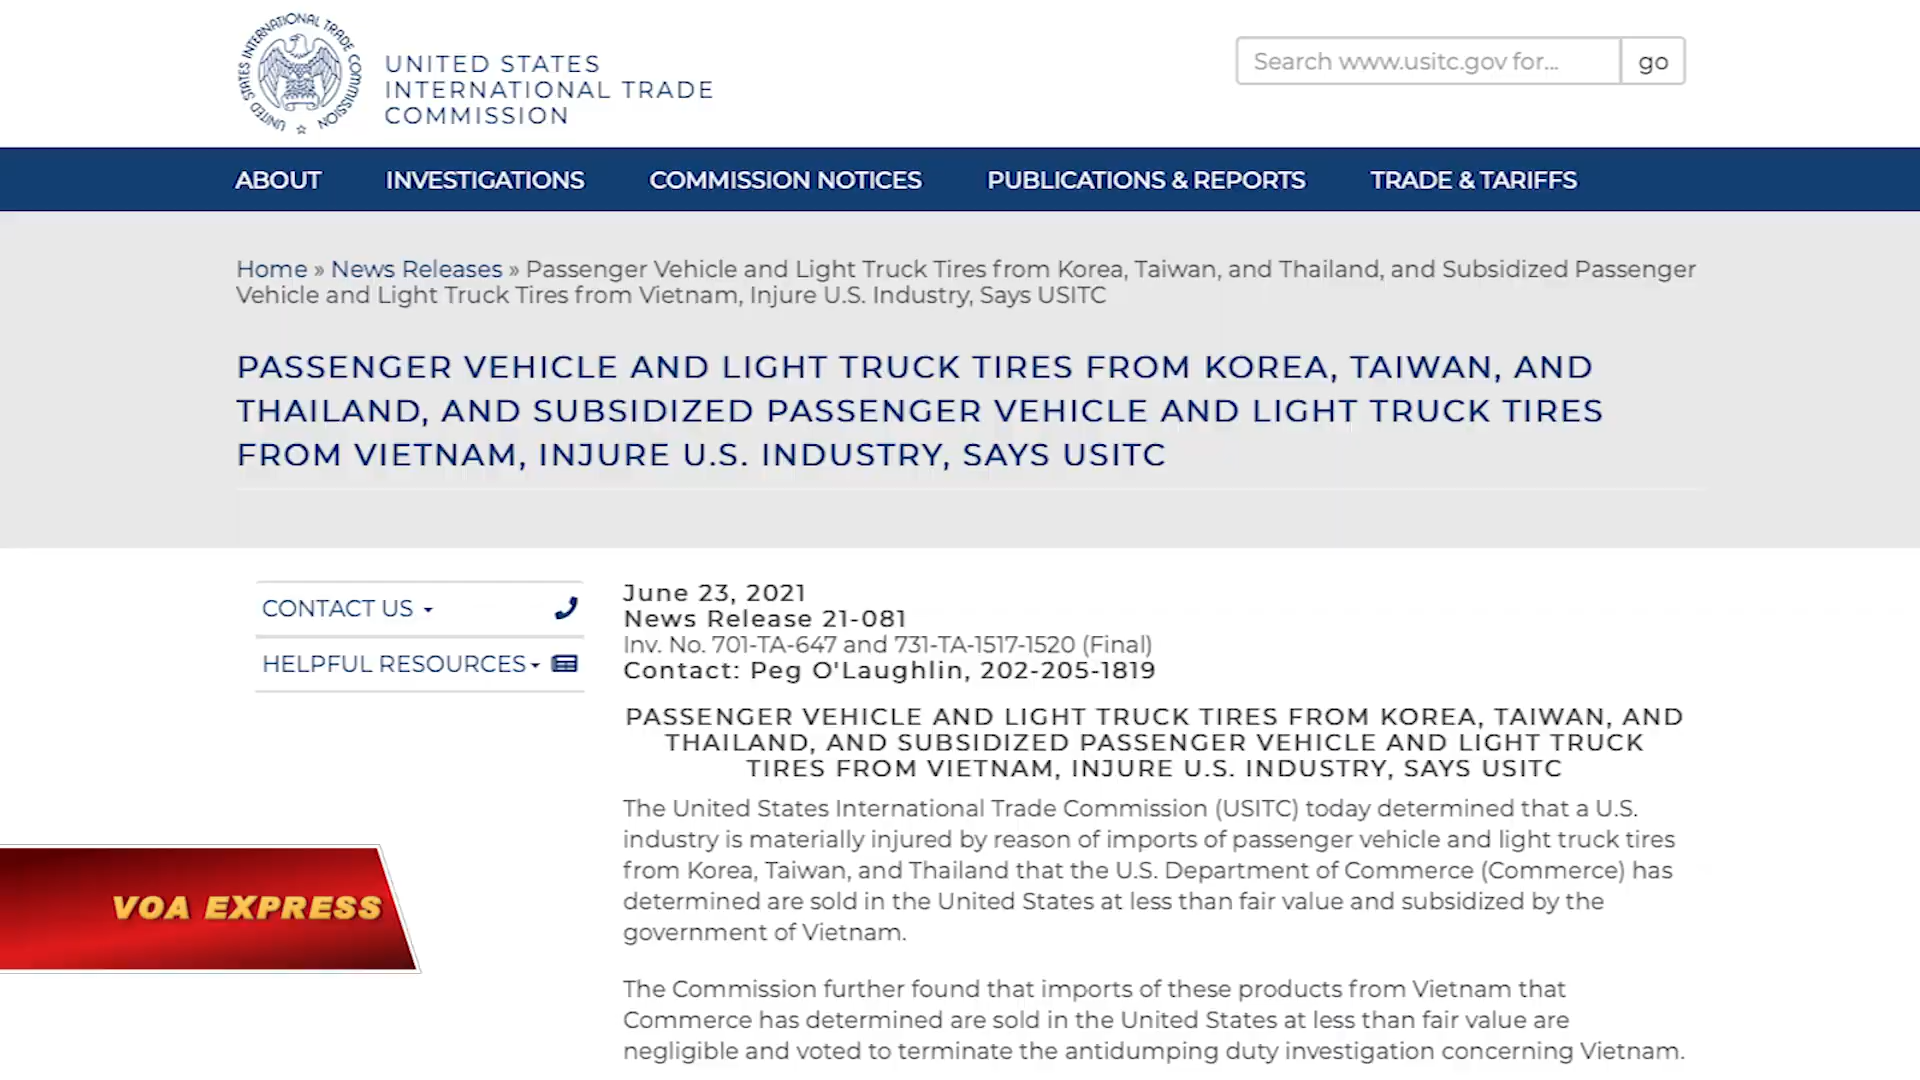 UNITED STATES INTERNATIONAL TRADE COMMISSION
UNITED STATES
INTERNATIONAL TRADE
COMMISSION
Search www.usitc.gov for...
go
ABOUT
INVESTIGATIONS
COMMISSION NOTICES
PUBLICATIONS & REPORTS
TRADE & TARIFFS
Home » News Releases » Passenger Vehicle and Light Truck Tires from Korea, Taiwan, and Thailand, and Subsidized Passenger
Vehicle and Light Truck Tires from Vietnam, Injure U.S. Industry, Says USITC
PASSENGER VEHICLE AND LIGHT TRUCK TIRES FROM KOREA, TAIWAN, AND
THAILAND, AND SUBSIDIZED PASSENGER VEHICLE AND LIGHT TRUCK TIRES
FROM VIETNAM, INJURE U.S. INDUSTRY, SAYS USITC
CONTACT US
HELPFUL RESOURCES
June 23, 2021
News Release 21-081
Inv. No. 701-TA-647 and 731-TA-1517-1520 (Final)
Contact: Peg O'Laughlin, 202-205-1819
PASSENGER VEHICLE AND LIGHT TRUCK TIRES FROM KOREA, TAIWAN, AND
THAILAND, AND SUBSIDIZED PASSENGER VEHICLE AND LIGHT TRUCK
TIRES FROM VIETNAM, INJURE U.S. INDUSTRY, SAYS USITC
The United States International Trade Commission (USITC) today determined that a U.S.
industry is materially injured by reason of imports of passenger vehicle and light truck tires
from Korea, Taiwan, and Thailand that the U.S. Department of Commerce (Commerce) has
determined are sold in the United States at less than fair value and subsidized by the
government of Vietnam.
The Commission further found that imports of these products from Vietnam that
Commerce has determined are sold in the United States at less than fair value are
negligible and voted to terminate the antidumping duty investigation concerning Vietnam.
VOA EXPRESS